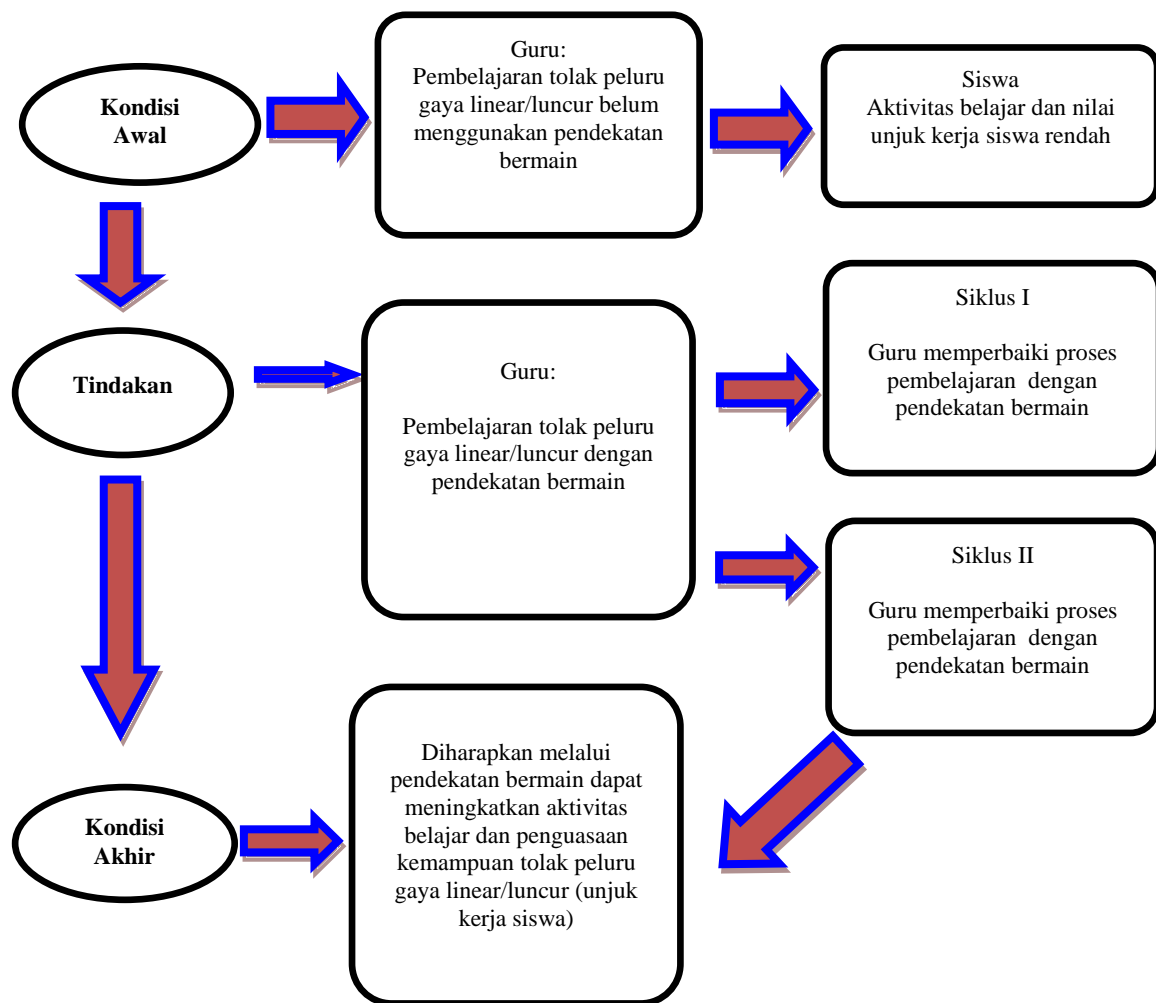 Kondisi
Awal
Guru:
Pembelajaran tolak peluru
gaya linear/luncur belum
menggunakan pendekatan
bermain
Siswa
Aktivitas belajar dan nilai
unjuk kerja siswa rendah
Tindakan
Guru:
Pembelajaran tolak peluru
gaya linear/luncur dengan
pendekatan bermain
Siklus I
Guru memperbaiki proses
pembelajaran  dengan
pendekatan bermain
Siklus II
Guru memperbaiki proses
pembelajaran  dengan
pendekatan bermain
Kondisi
Akhir
Diharapkan melalui
pendekatan bermain dapat
meningkatkan aktivitas
belajar dan penguasaan
kemampuan tolak peluru
gaya linear/luncur (unjuk
kerja siswa)